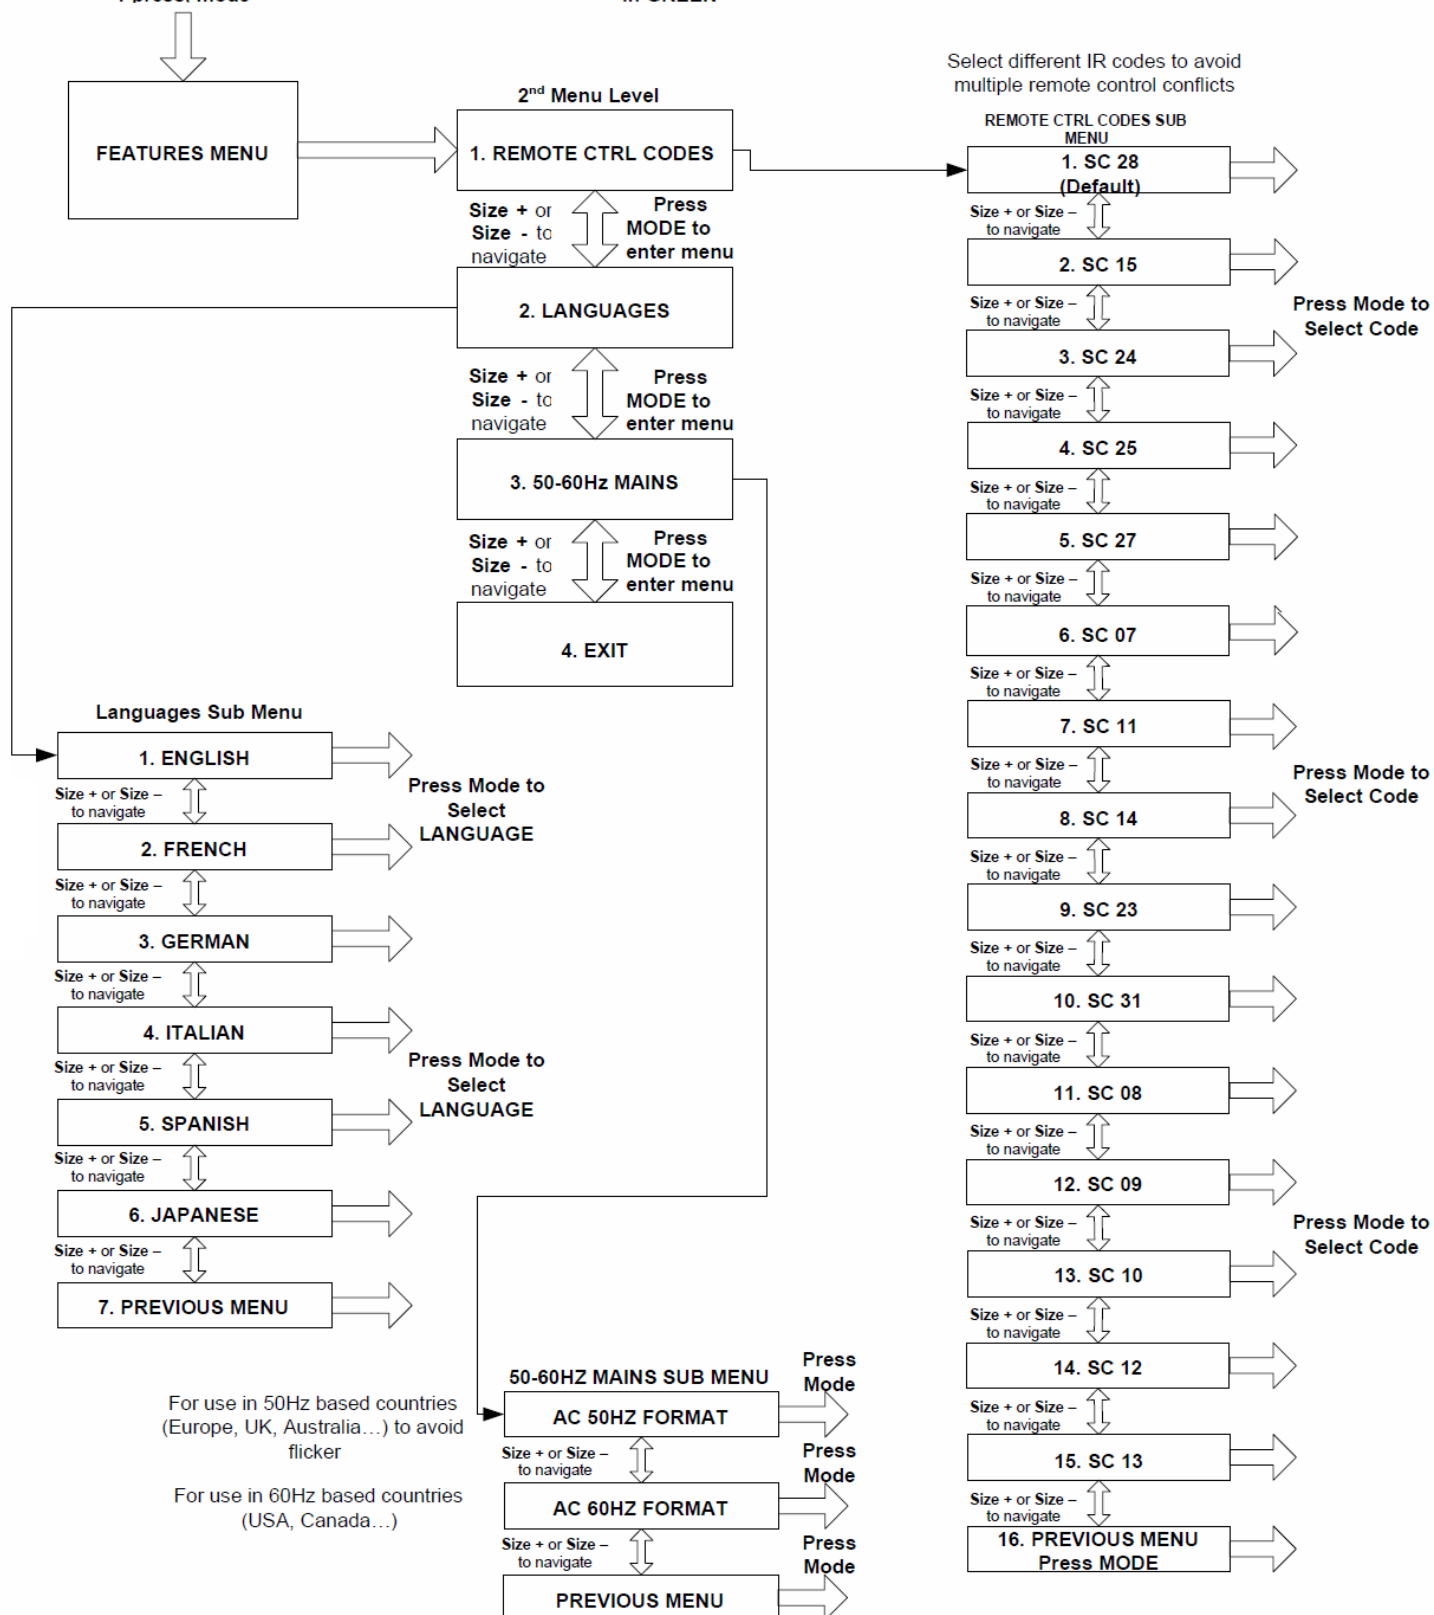 in GREEN
FEATURES MENU
2nd Menu Level
1. REMOTE CTRL CODES
Size + or
Size - to
navigate
Press
MODE to
enter menu
2. LANGUAGES
Size + or
Size - to
navigate
Press
MODE to
enter menu
3. 50-60Hz MAINS
Size + or
Size - to
navigate
Press
MODE to
enter menu
4. EXIT
Languages Sub Menu
1. ENGLISH
Size + or Size –
to navigate
2. FRENCH
Size + or Size –
to navigate
3. GERMAN
Size + or Size –
to navigate
4. ITALIAN
Size + or Size –
to navigate
5. SPANISH
Size + or Size –
to navigate
6. JAPANESE
Size + or Size –
to navigate
7. PREVIOUS MENU
Press Mode to
Select
LANGUAGE
Press Mode to
Select
LANGUAGE
For use in 50Hz based countries
(Europe, UK, Australia…) to avoid
flicker
For use in 60Hz based countries
(USA, Canada…)
50-60HZ MAINS SUB MENU
AC 50HZ FORMAT
Press
Mode
Size + or Size –
to navigate
AC 60HZ FORMAT
Press
Mode
Size + or Size –
to navigate
PREVIOUS MENU
Press
Mode
Select different IR codes to avoid
multiple remote control conflicts
REMOTE CTRL CODES SUB
MENU
1. SC 28
(Default)
Size + or Size –
to navigate
2. SC 15
Size + or Size –
to navigate
3. SC 24
Size + or Size –
to navigate
4. SC 25
Size + or Size –
to navigate
5. SC 27
Size + or Size –
to navigate
6. SC 07
Size + or Size –
to navigate
7. SC 11
Size + or Size –
to navigate
8. SC 14
Size + or Size –
to navigate
9. SC 23
Size + or Size –
to navigate
10. SC 31
Size + or Size –
to navigate
11. SC 08
Size + or Size –
to navigate
12. SC 09
Size + or Size –
to navigate
13. SC 10
Size + or Size –
to navigate
14. SC 12
Size + or Size –
to navigate
15. SC 13
Size + or Size –
to navigate
16. PREVIOUS MENU
Press MODE
Press Mode to
Select Code
Press Mode to
Select Code
Press Mode to
Select Code